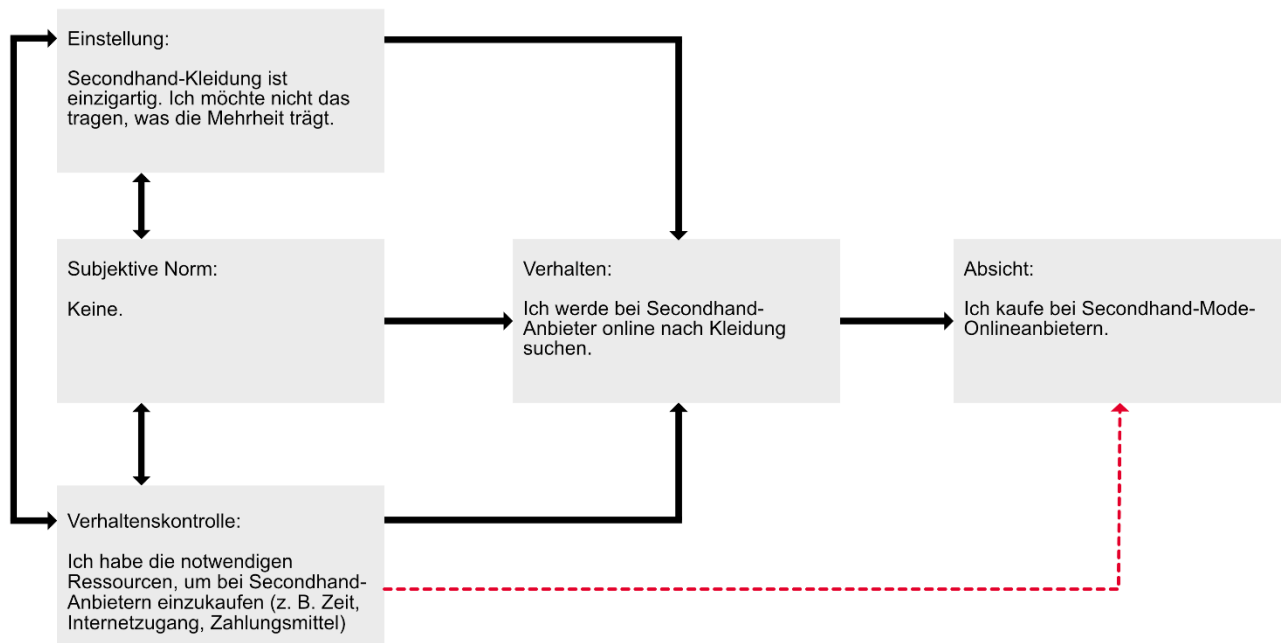 Einstellung:
Secondhand-Kleidung ist
einzigartig. Ich möchte nicht das
tragen, was die Mehrheit trägt.
Subjektive Norm:
Keine.
Verhalten:
Ich werde bei Secondhand-
Anbieter online nach Kleidung
suchen.
Absicht:
Ich kaufe bei Secondhand-Mode-
Onlineanbietern.
Verhaltenskontrolle:
Ich habe die notwendigen
Ressourcen, um bei Secondhand-
Anbietern einzukaufen (z. B. Zeit,
Internetzugang, Zahlungsmittel)